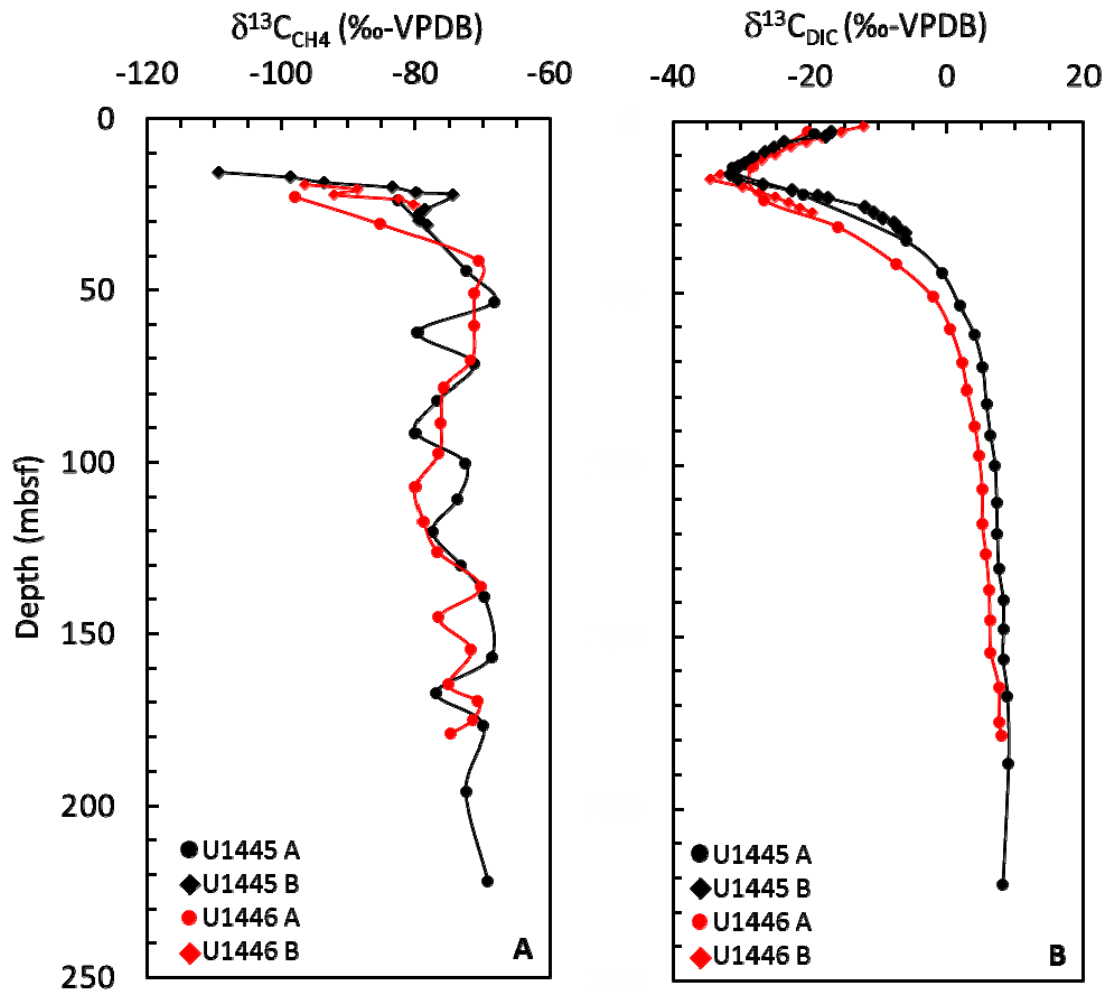 δ13CCH4 (‰-VPDB)
δ13CDIC (‰-VPDB)
-120 -100 -80 -60
-40 -20 0 20
0
50
100
150
200
250
Depth (mbsf)
U1445 A
U1445 B
U1446 A
U1446 B
A
U1445 A
U1445 B
U1446 A
U1446 B
B